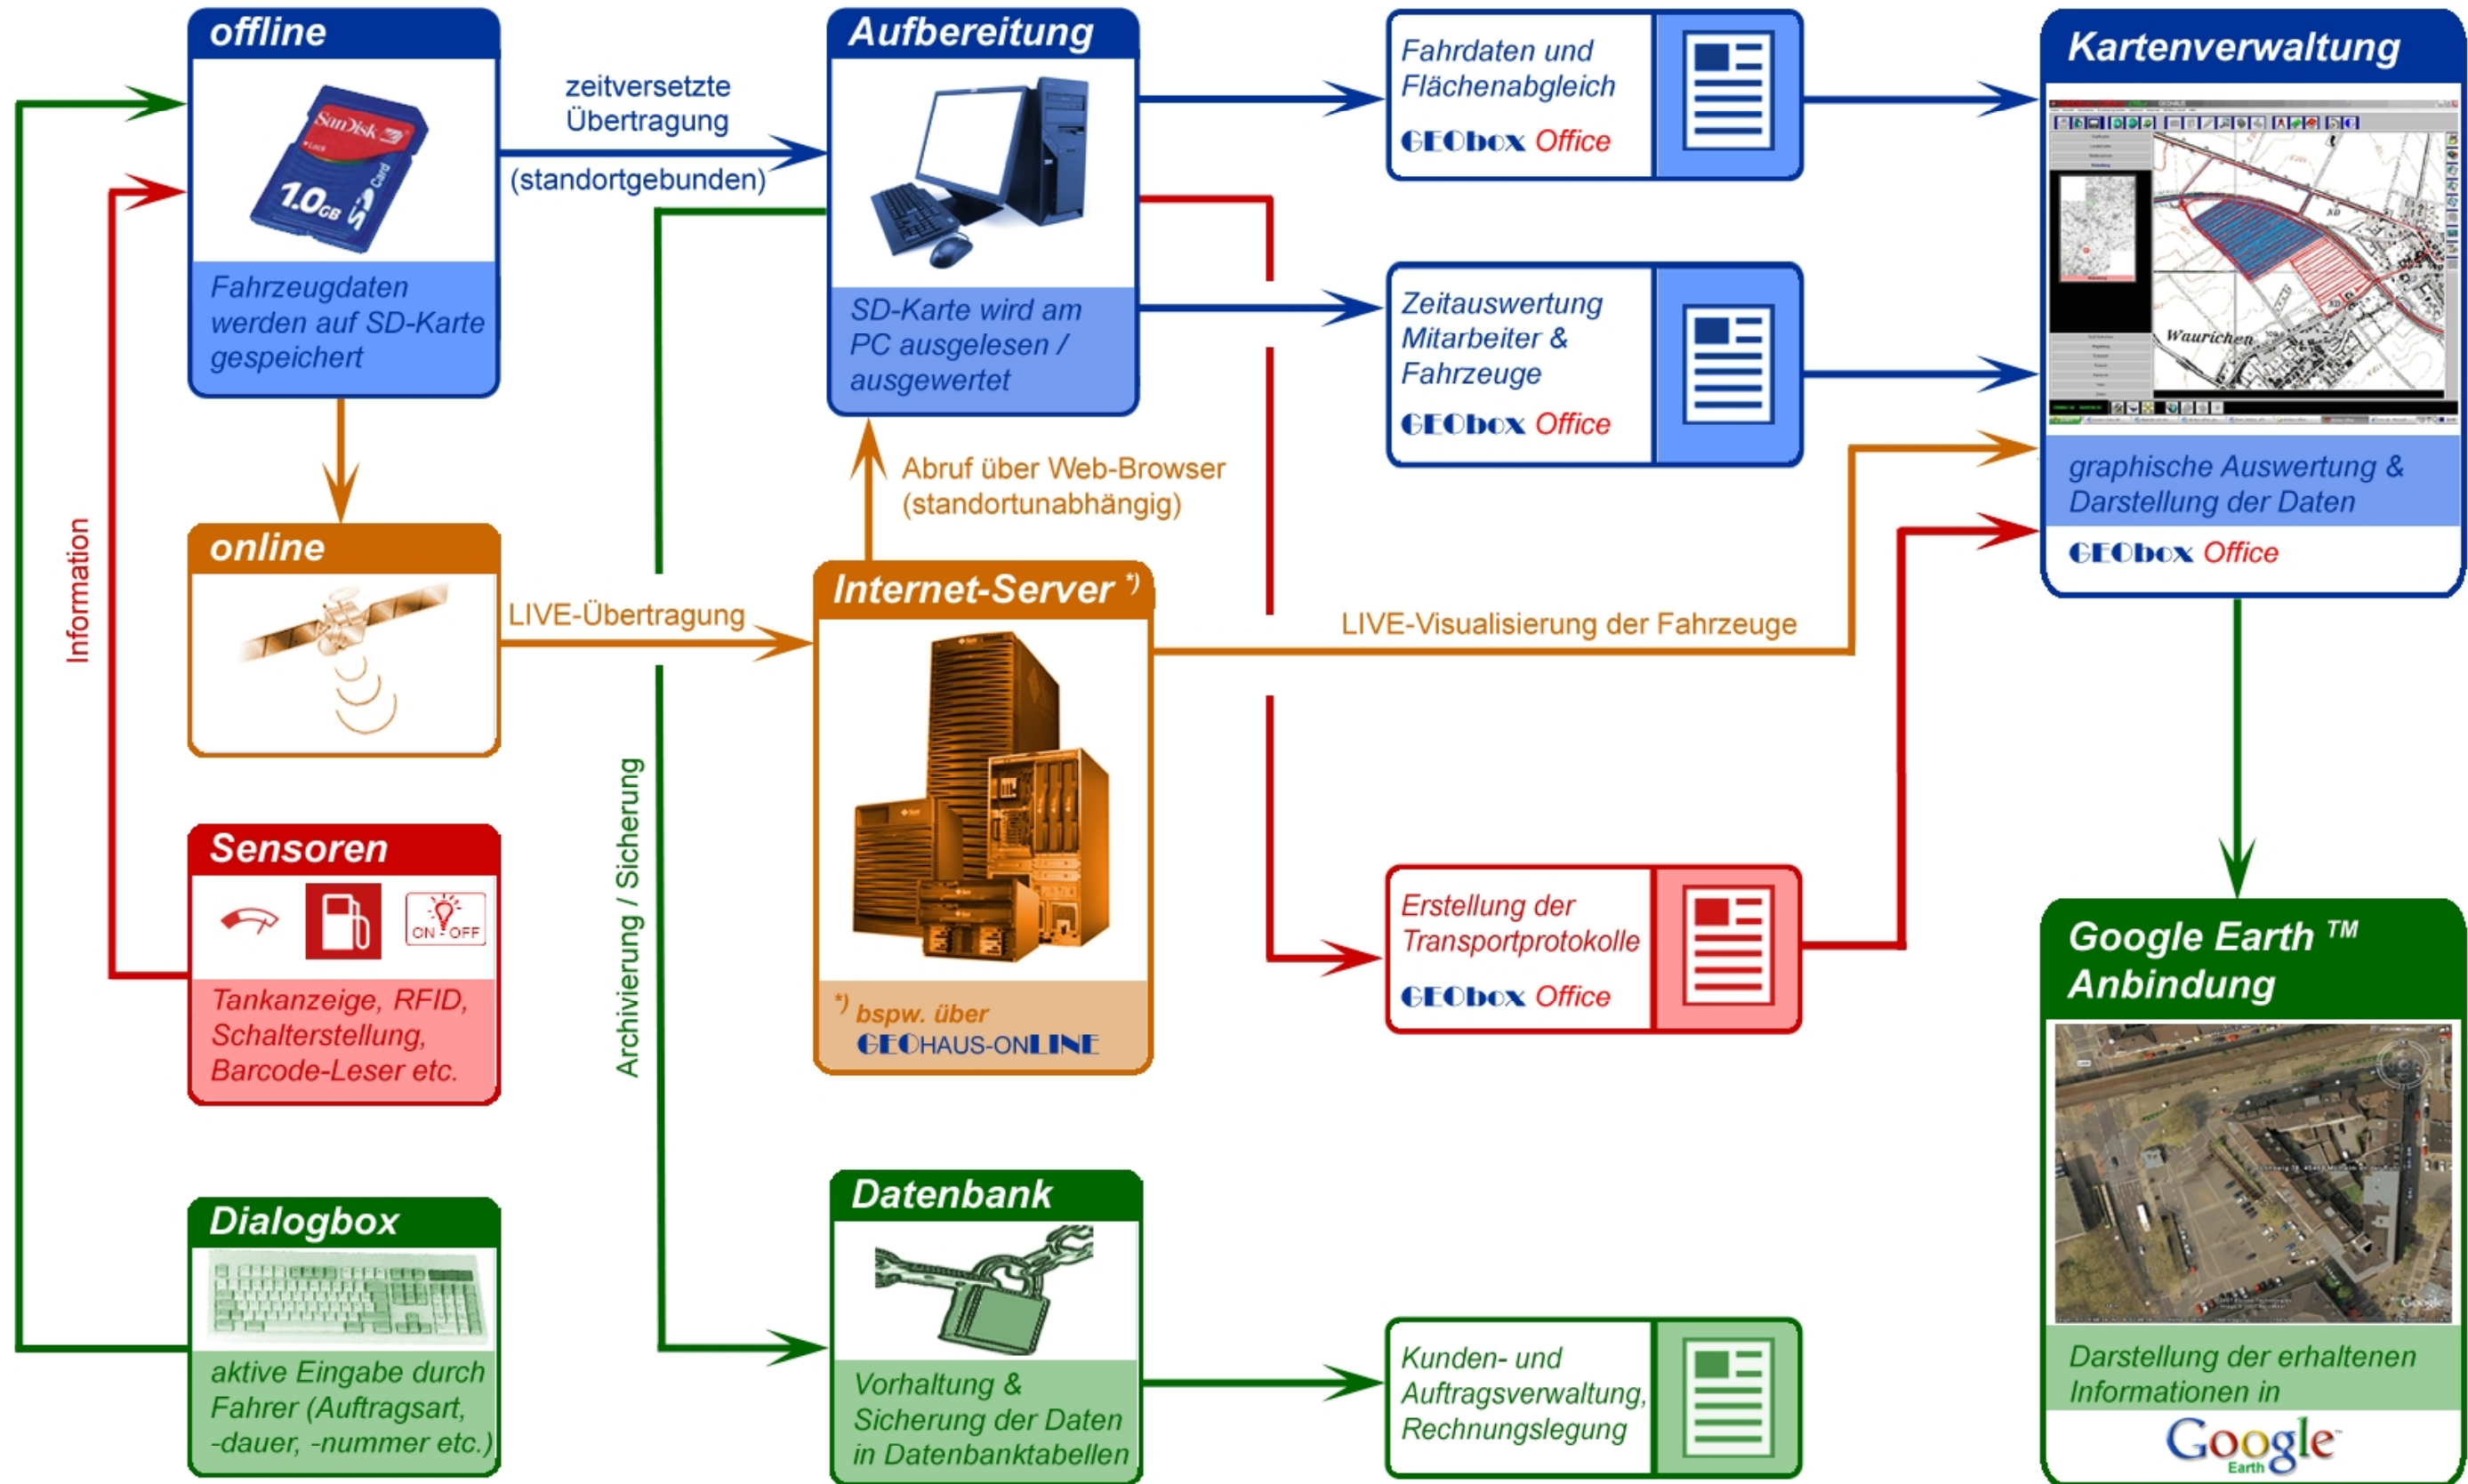 offline
SanDisk
Lock
1.0GB
SD Card
Fahrzeugdaten
werden auf SD-Karte
gespeichert
zeitversetzte
Übertragung
(standortgebunden)
Aufbereitung
SD-Karte wird am
PC ausgelesen /
ausgewertet
Fahrdaten und
Flächenabgleich
GEObox Office
Zeitauswertung
Mitarbeiter &
Fahrzeuge
GEObox Office
Kartenverwaltung
Waurichen
graphische Auswertung &
Darstellung der Daten
GEObox Office
Information
online
LIVE-Übertragung
Abruf über Web-Browser
(standortunabhängig)
Internet-Server *)
*) bspw. über
GEOHAUS-ONLINE
LIVE-Visualisierung der Fahrzeuge
Sensoren
ON - OFF
Tankanzeige, RFID,
Schalterstellung,
Barcode-Leser etc.
Archivierung / Sicherung
Erstellung der
Transportprotokolle
GEObox Office
Google Earth TM
Anbindung
Google
Darstellung der erhaltenen
Informationen in
Google™
Earth
Dialogbox
aktive Eingabe durch
Fahrer (Auftragsart,
-dauer, -nummer etc.)
Datenbank
Vorhaltung &
Sicherung der Daten
in Datenbanktabellen
Kunden- und
Auftragsverwaltung,
Rechnungslegung